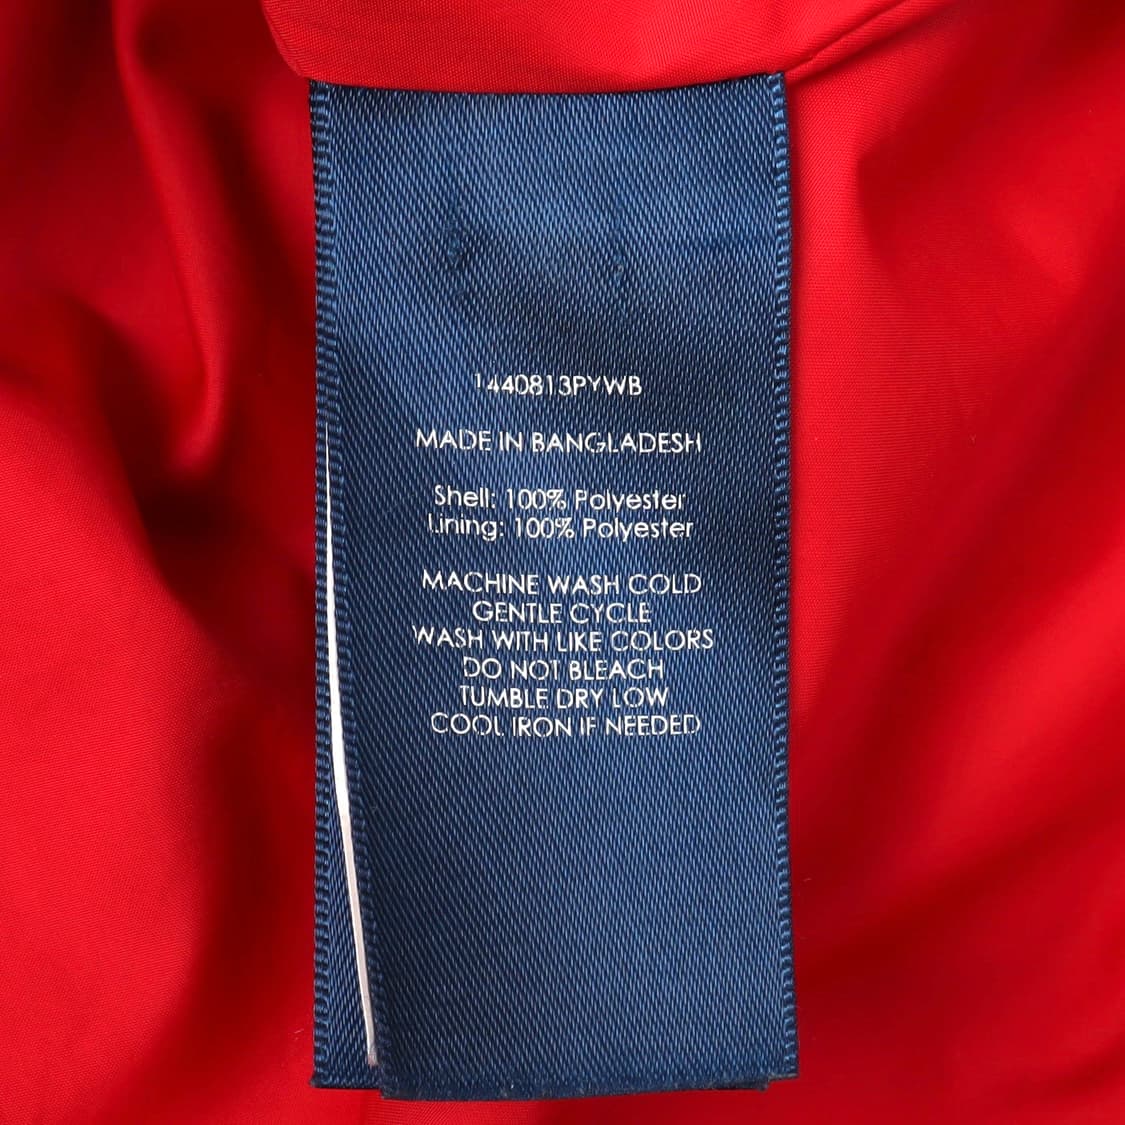 1440813PYWB
MADE IN BANGLADESH
Shell: 100% Polyester
Lining: 100% Polyester
MACHINE WASH COLD
GENTLE CYCLE
WASH WITH LIKE COLORS
DO NOT BLEACH
TUMBLE DRY LOW
COOL IRON IF NEEDED